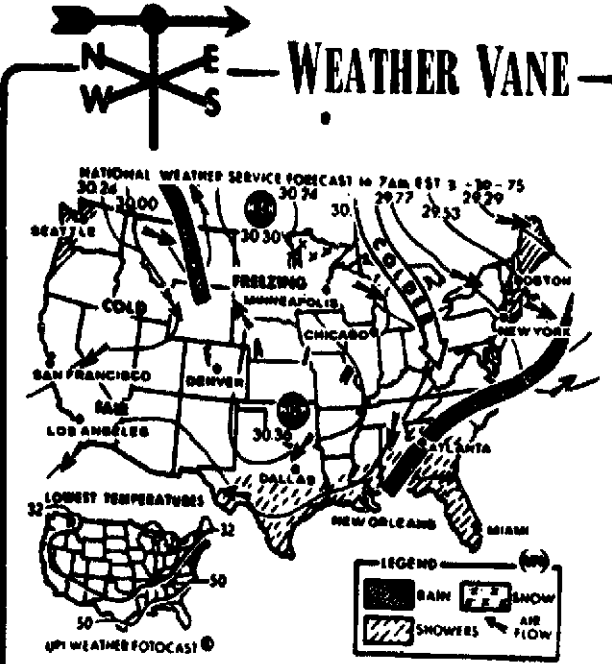 N E
W S
WEATHER VANE
NATIONAL WEATHER SERVICE FORECAST to 7AM EST 3 - 30 - 75
30.24
30.00
30.24
30.
29.77
29.53
29.29
30.30
SEATTLE
COLDER
BOSTON
FREEZING
MINNEAPOLIS
COLD
NEW YORK
CHICAGO
SAN FRANCISCO
DENVER
FAIR
LOS ANGELES
30.36
ATLANTA
DALLAS
LOWEST TEMPERATURES
32
32
NEW ORLEANS
MIAMI
50
50
LEGEND
RAIN
SNOW
SHOWERS
AIR
FLOW
UPI WEATHER FOTOCAST ©